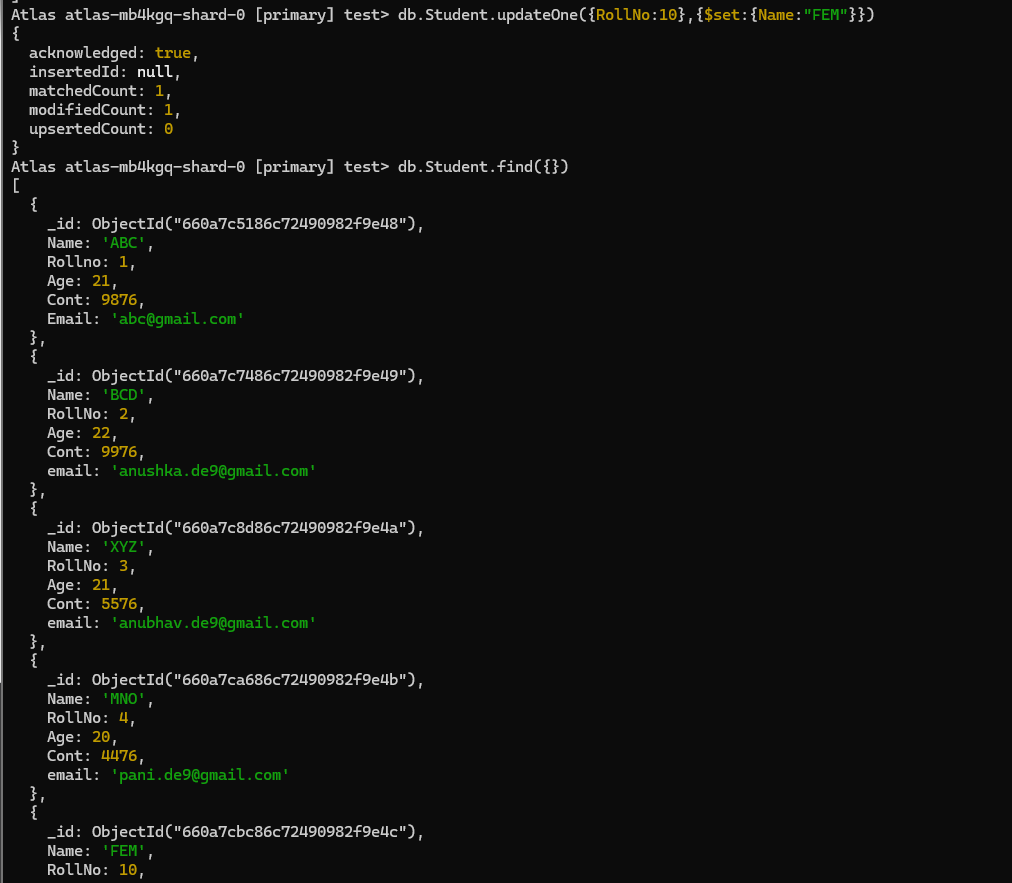 Atlas atlas-mb4kgq-shard-0 [primary] test> db.Student.updateOne({RollNo:10},{$set:{Name:"FEM"}})
{
  acknowledged: true,
  insertedId: null,
  matchedCount: 1,
  modifiedCount: 1,
  upsertedCount: 0
}
Atlas atlas-mb4kgq-shard-0 [primary] test> db.Student.find({})
[
  {
    _id: ObjectId("660a7c5186c72490982f9e48"),
    Name: 'ABC',
    Rollno: 1,
    Age: 21,
    Cont: 9876,
    Email: 'abc@gmail.com'
  },
  {
    _id: ObjectId("660a7c7486c72490982f9e49"),
    Name: 'BCD',
    RollNo: 2,
    Age: 22,
    Cont: 9976,
    email: 'anushka.de9@gmail.com'
  },
  {
    _id: ObjectId("660a7c8d86c72490982f9e4a"),
    Name: 'XYZ',
    RollNo: 3,
    Age: 21,
    Cont: 5576,
    email: 'anubhav.de9@gmail.com'
  },
  {
    _id: ObjectId("660a7ca686c72490982f9e4b"),
    Name: 'MNO',
    RollNo: 4,
    Age: 20,
    Cont: 4476,
    email: 'pani.de9@gmail.com'
  },
  {
    _id: ObjectId("660a7cbc86c72490982f9e4c"),
    Name: 'FEM',
    RollNo: 10,